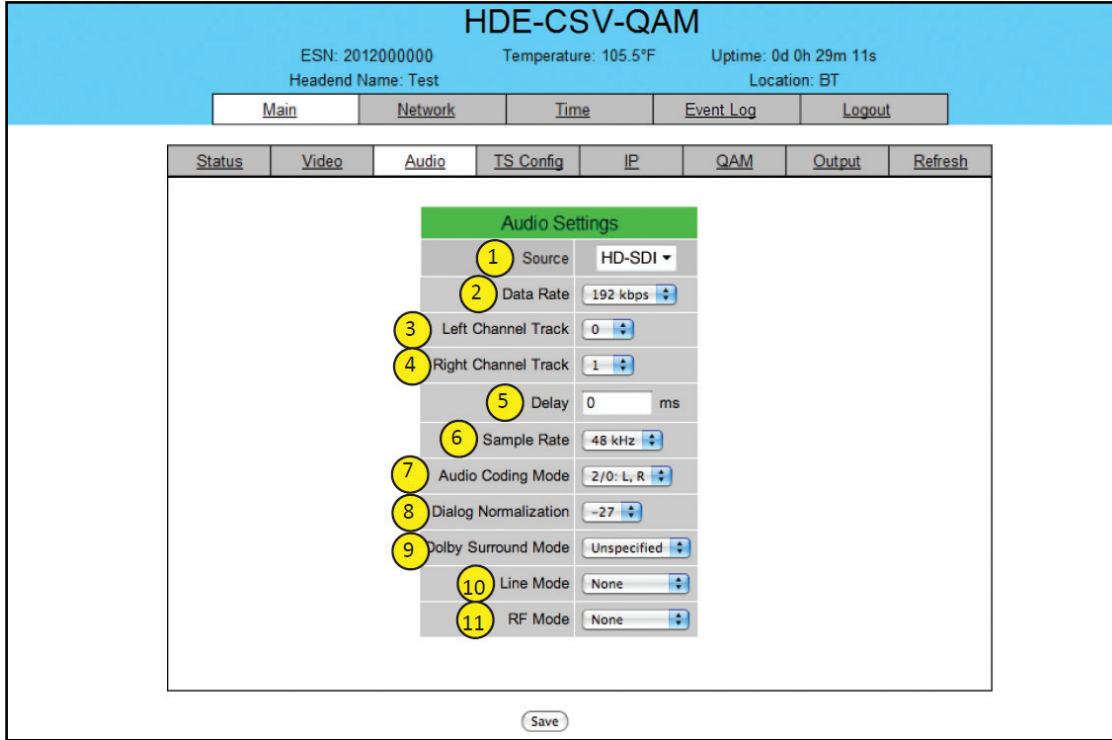 HDE-CSV-QAM
ESN: 2012000000 Temperature: 105.5°F Uptime: 0d 0h 29m 11s
Headend Name: Test Location: BT
Main Network Time Event Log Logout
Status Video Audio TS Config IP QAM Output Refresh
Audio Settings
1 Source HD-SDI
2 Data Rate 192 kbps
3 Left Channel Track 0
4 Right Channel Track 1
5 Delay 0 ms
6 Sample Rate 48 kHz
7 Audio Coding Mode 2/0: L, R
8 Dialog Normalization -27
9 Dolby Surround Mode Unspecified
10 Line Mode None
11 RF Mode None
Save